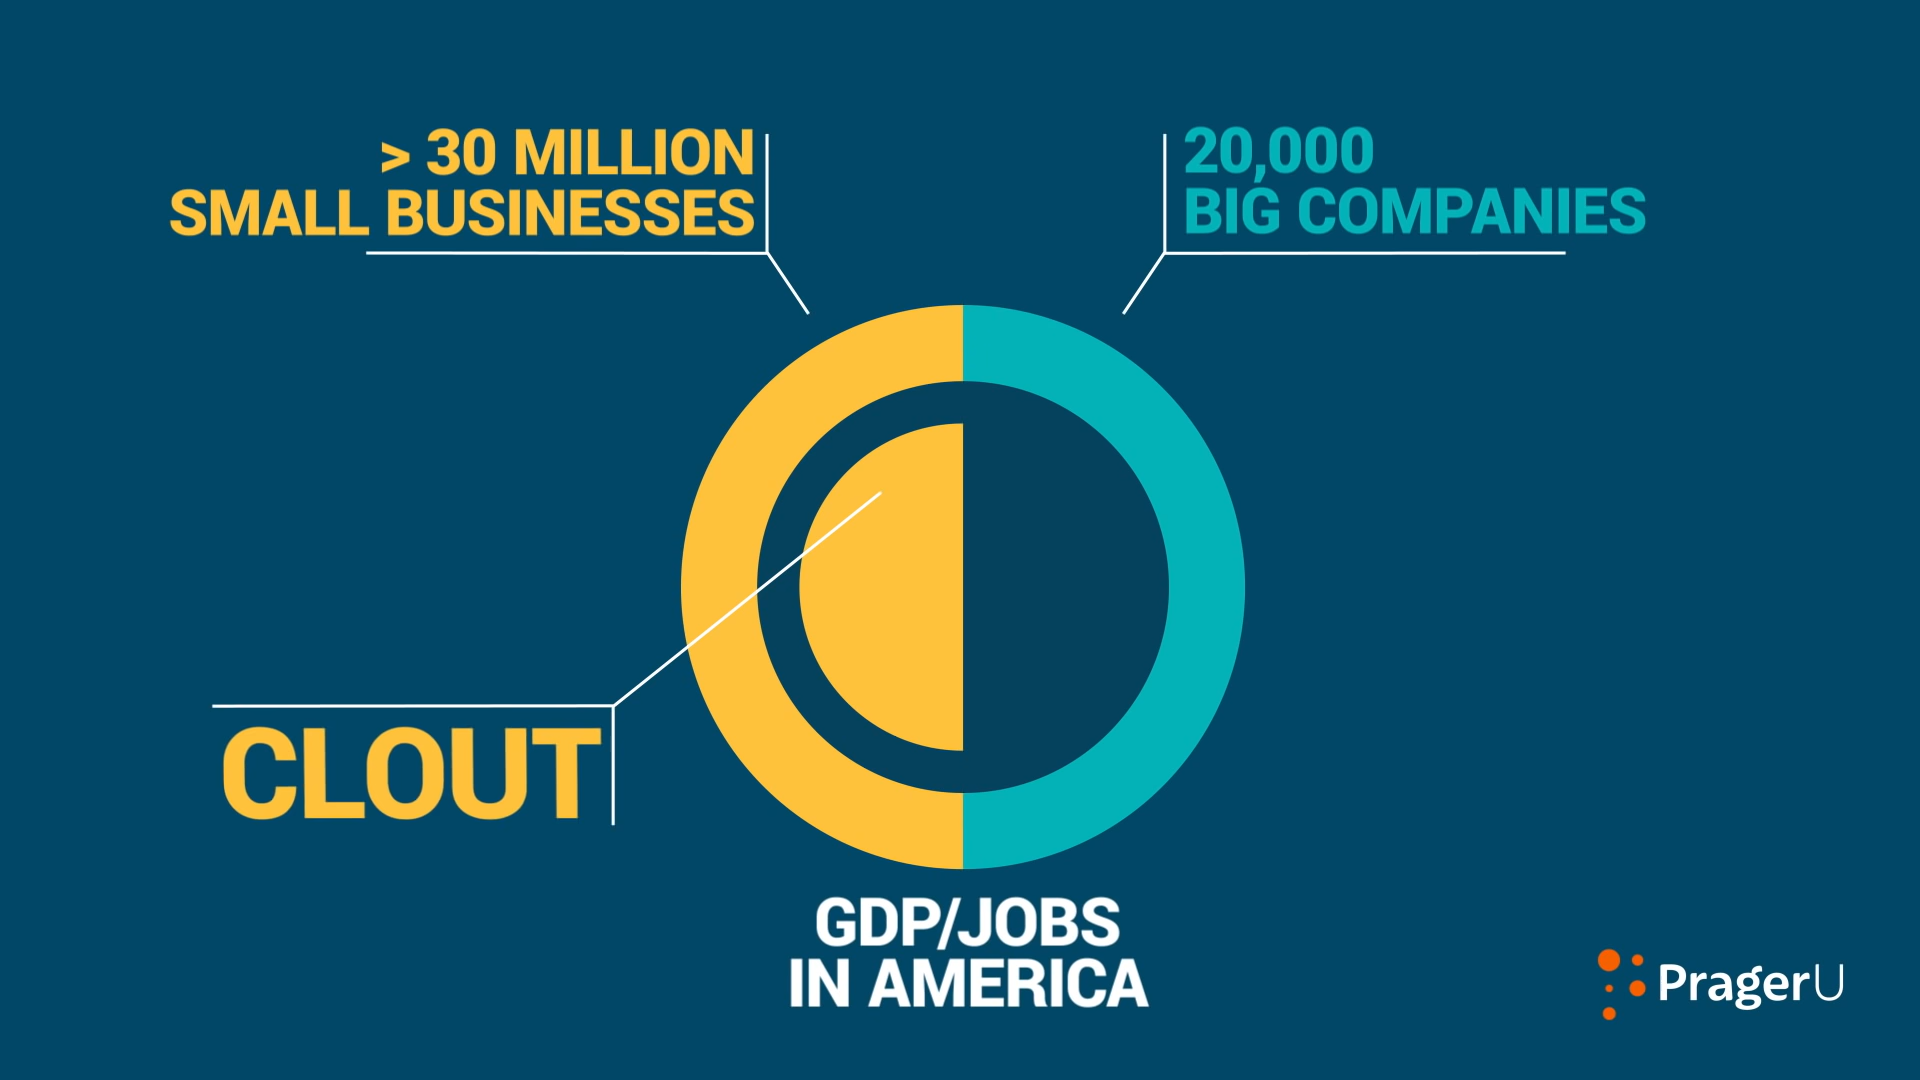 > 30 MILLION
SMALL BUSINESSES
20,000
BIG COMPANIES
CLOUT
GDP/JOBS
IN AMERICA
PragerU